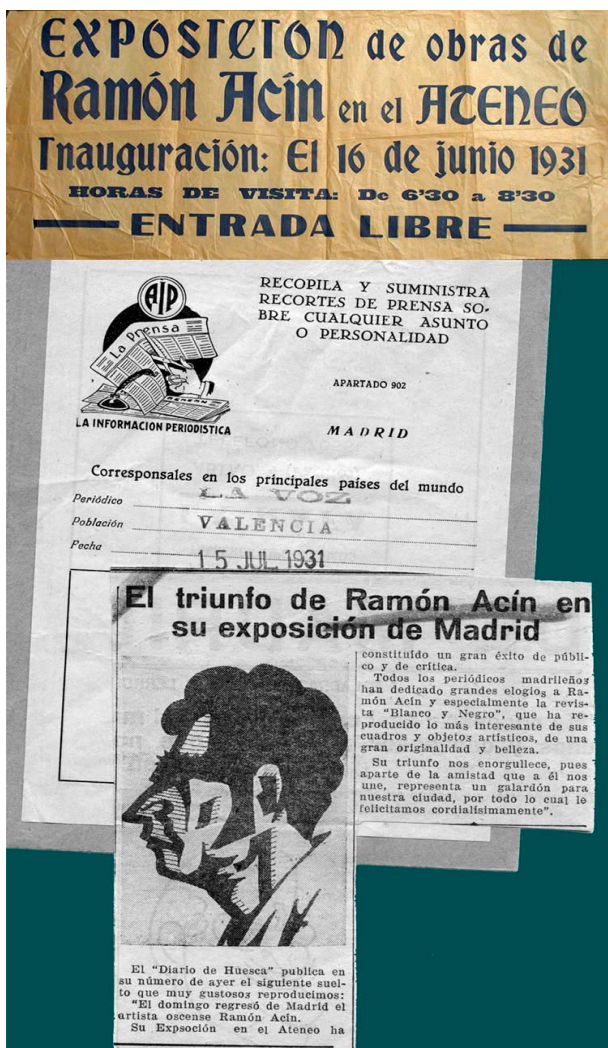 EXPOSICION de obras de
Ramón Acín en el ATENEO
Inauguración: El 16 de junio 1931
HORAS DE VISITA: De 6'30 a 8'30
ENTRADA LIBRE
AIP
La Prensa
LA INFORMACION PERIODISTICA
RECOPILA Y SUMINISTRA
RECORTES DE PRENSA SO-
BRE CUALQUIER ASUNTO
O PERSONALIDAD
APARTADO 902
MADRID
Corresponsales en los principales países del mundo
Periódico LA VOZ
Población VALENCIA
Fecha 15 JUL. 1931
El triunfo de Ramón Acín en
su exposición de Madrid
El "Diario de Huesca" publica en
su número de ayer el siguiente suel-
to que muy gustosos reproducimos:
"El domingo regresó de Madrid el
artista oscense Ramón Acín.
Su Expsoción en el Ateneo ha
constituído un gran éxito de públi-
co y de crítica.
Todos los periódicos madrileños
han dedicado grandes elogios a Ra-
món Acín y especialmente la revis-
ta "Blanco y Negro", que ha re-
producido lo más interesante de sus
cuadros y objetos artísticos, de una
gran originalidad y belleza.
Su triunfo nos enorgullece, pues
aparte de la amistad que a él nos
une, representa un galardón para
nuestra ciudad, por todo lo cual le
felicitamos cordialísimamente".